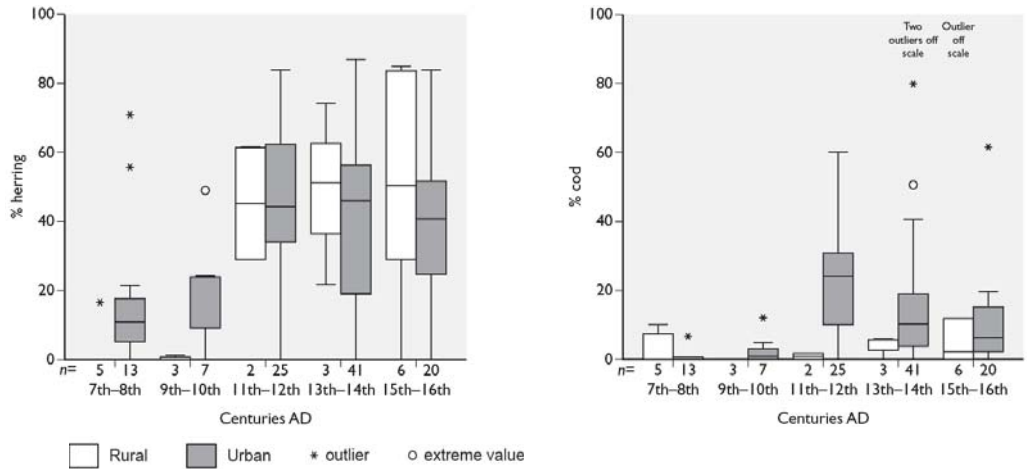 100
80
60
40
20
0
% herring
n= 5 13 3 7 2 25 3 41 6 20
7th–8th 9th–10th 11th–12th 13th–14th 15th–16th
Centuries AD
100
80
60
40
20
0
% cod
Two
outliers off
scale
Outlier
off
scale
n= 5 13 3 7 2 25 3 41 6 20
7th–8th 9th–10th 11th–12th 13th–14th 15th–16th
Centuries AD
Rural Urban * outlier o extreme value